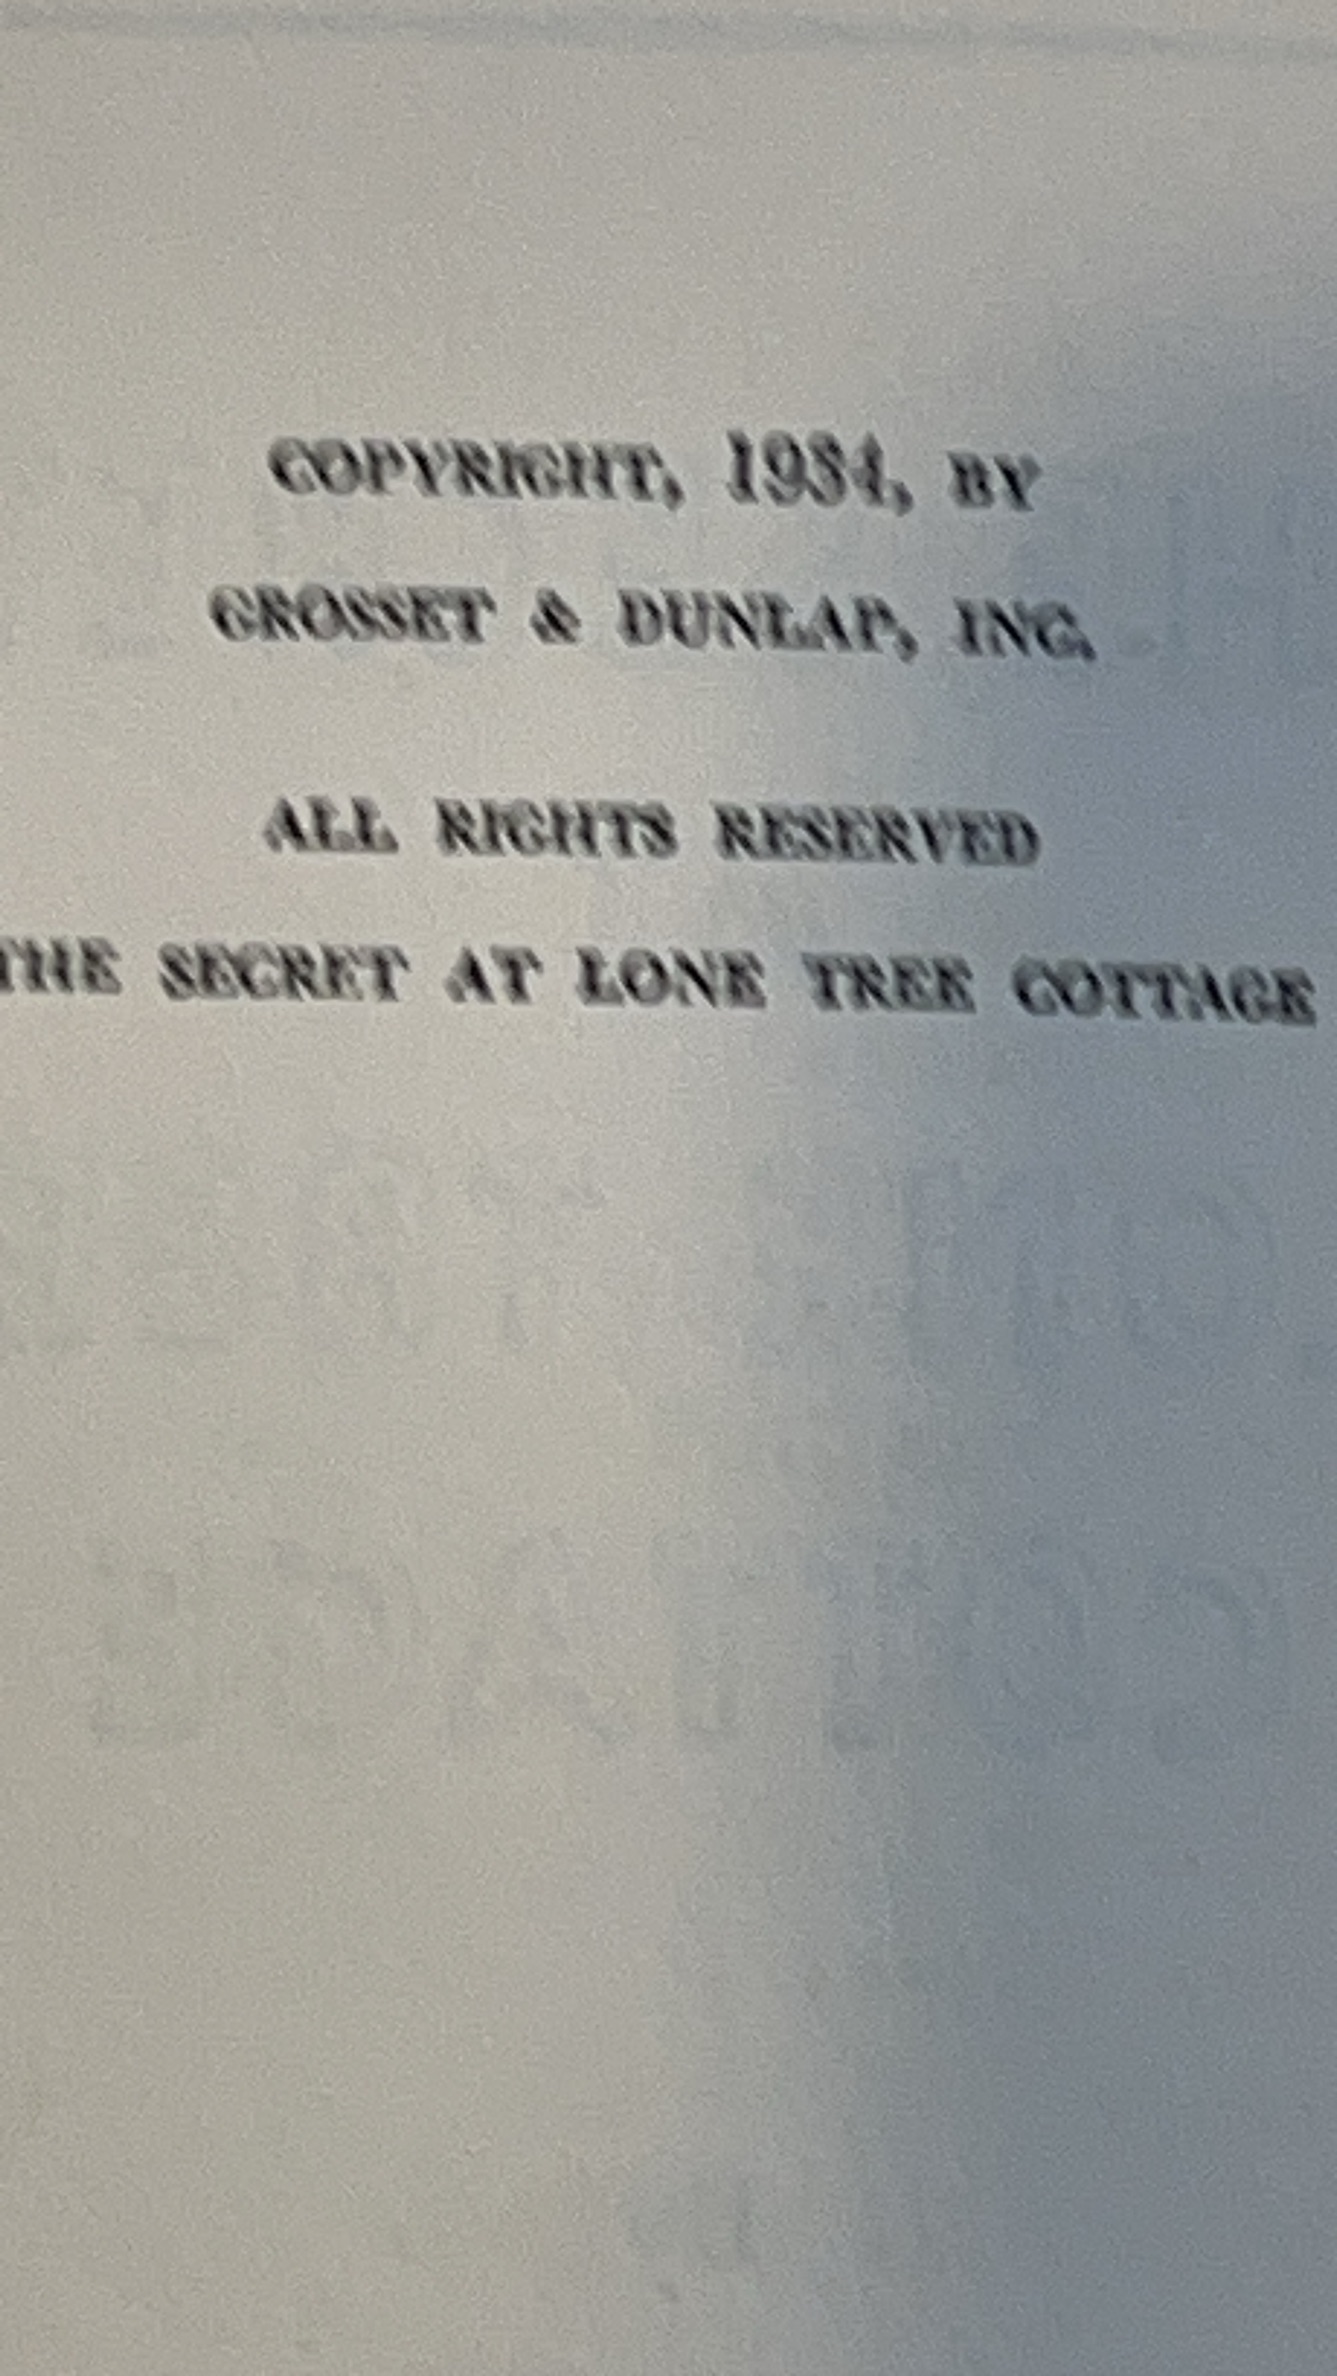 COPYRIGHT, 1934, BY
GROSSET & DUNLAP, INC.
ALL RIGHTS RESERVED
THE SECRET AT LONE TREE COTTAGE